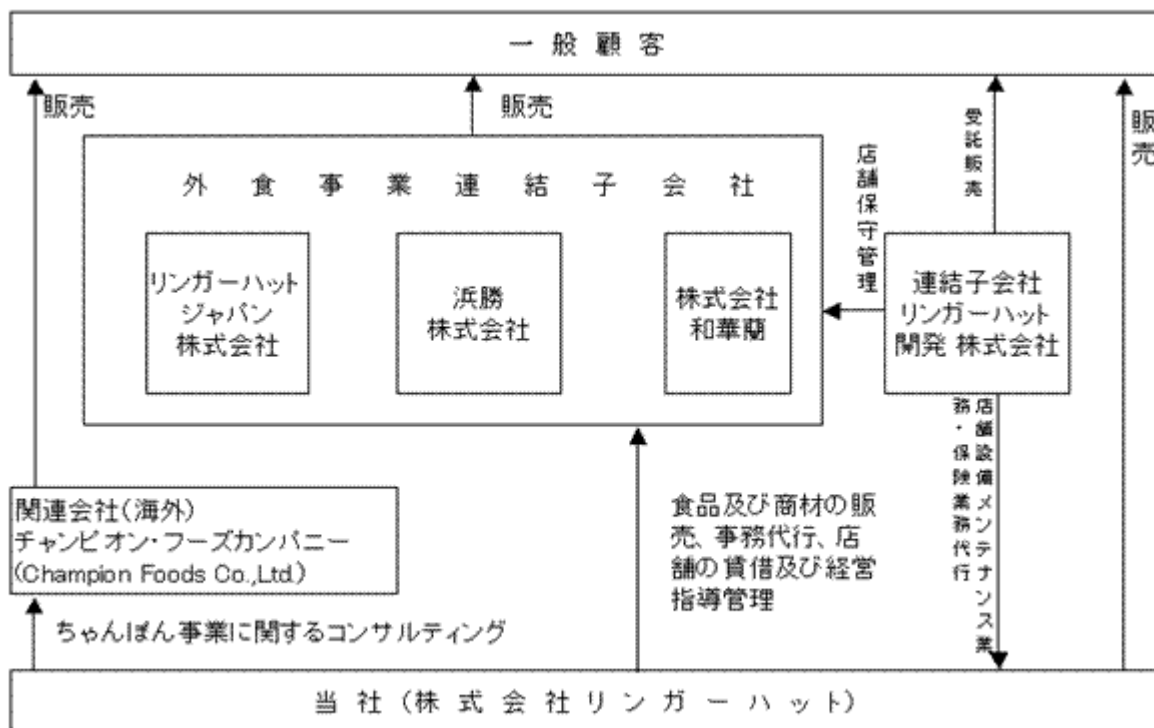 一般顧客
販売
販売
受託販売
販売
店舗保守管理
外食事業連結子会社
リンガーハット
ジャパン
株式会社
浜勝
株式会社
株式会社
和華蘭
連結子会社
リンガーハット
開発 株式会社
店舗設備メンテナンス業
務・保険業務代行
関連会社(海外)
チャンピオン・フーズカンパニー
(Champion Foods Co.,Ltd.)
食品及び商材の販
売、事務代行、店
舗の賃借及び経営
指導管理
ちゃんぽん事業に関するコンサルティング
当社(株式会社リンガーハット)